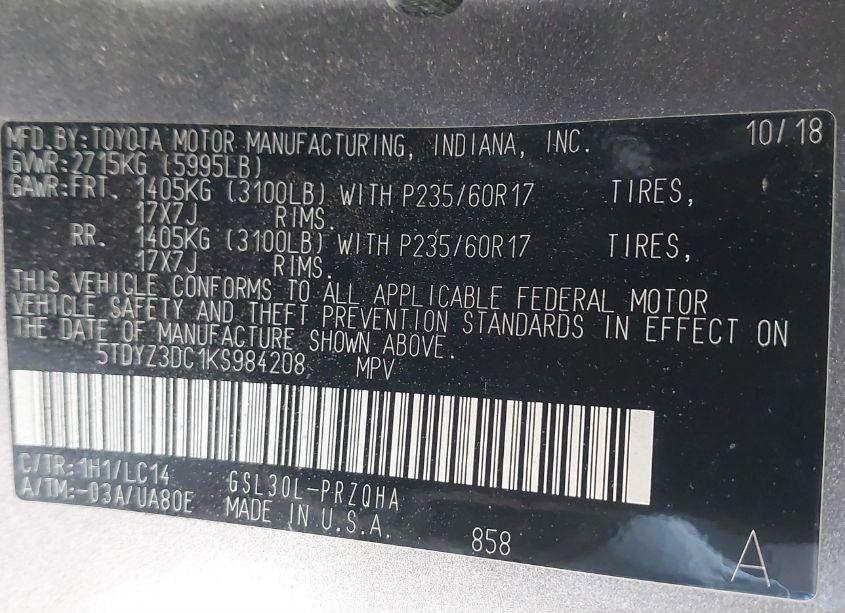 MFD. BY: TOYOTA MOTOR MANUFACTURING, INDIANA, INC. 10/18
GVWR: 2715KG (5995LB)
GAWR: FRT. 1405KG (3100LB) WITH P235/60R17 TIRES,
17X7J RIMS.
RR. 1405KG (3100LB) WITH P235/60R17 TIRES,
17X7J RIMS.
THIS VEHICLE CONFORMS TO ALL APPLICABLE FEDERAL MOTOR
VEHICLE SAFETY AND THEFT PREVENTION STANDARDS IN EFFECT ON
THE DATE OF MANUFACTURE SHOWN ABOVE.
5TDYZ3DC1KS984208 MPV
C/TR: 1H1/LC14 GSL30L-PRZQHA
A/TM: -03A/UA80E MADE IN U.S.A. 858 A